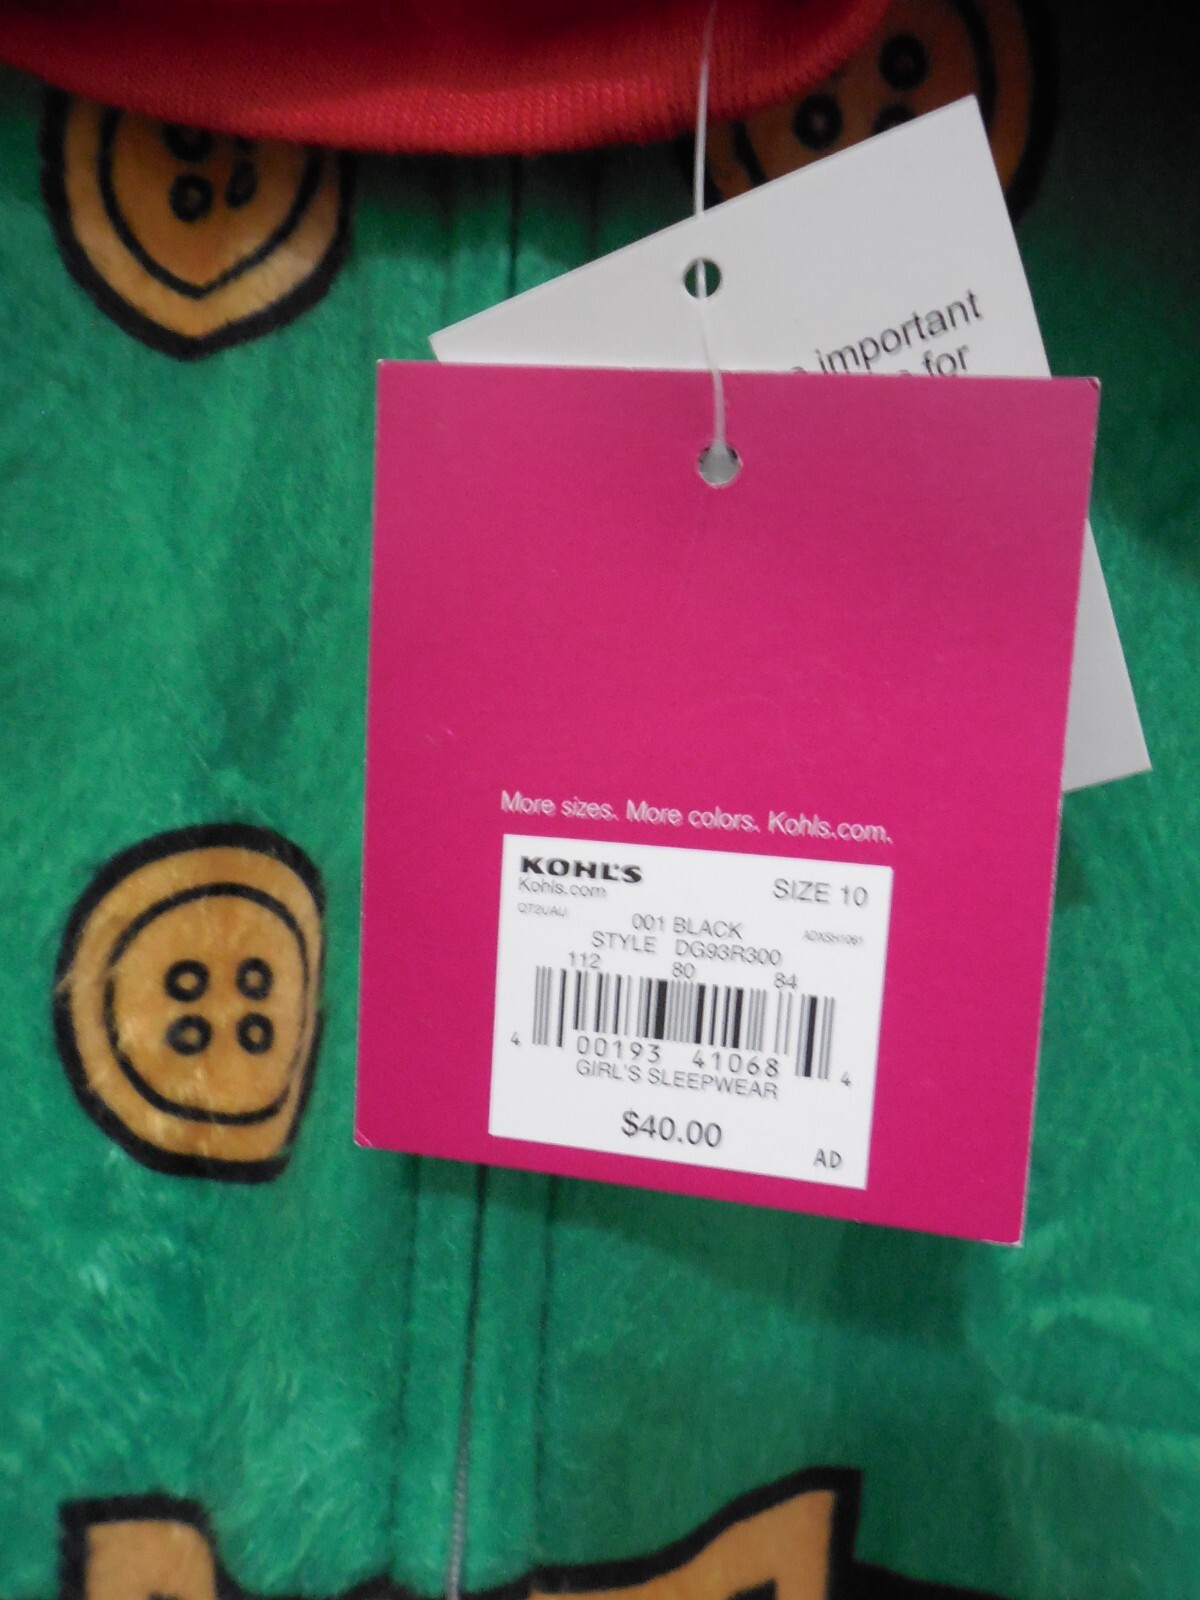 important
for
More sizes. More colors. Kohls.com.
KOHL'S
Kohls.com
SIZE 10
QT2UAU
001 BLACK
STYLE DG93R300
112 80 84
4 00193 41068 4
GIRL'S SLEEPWEAR
$40.00
AD